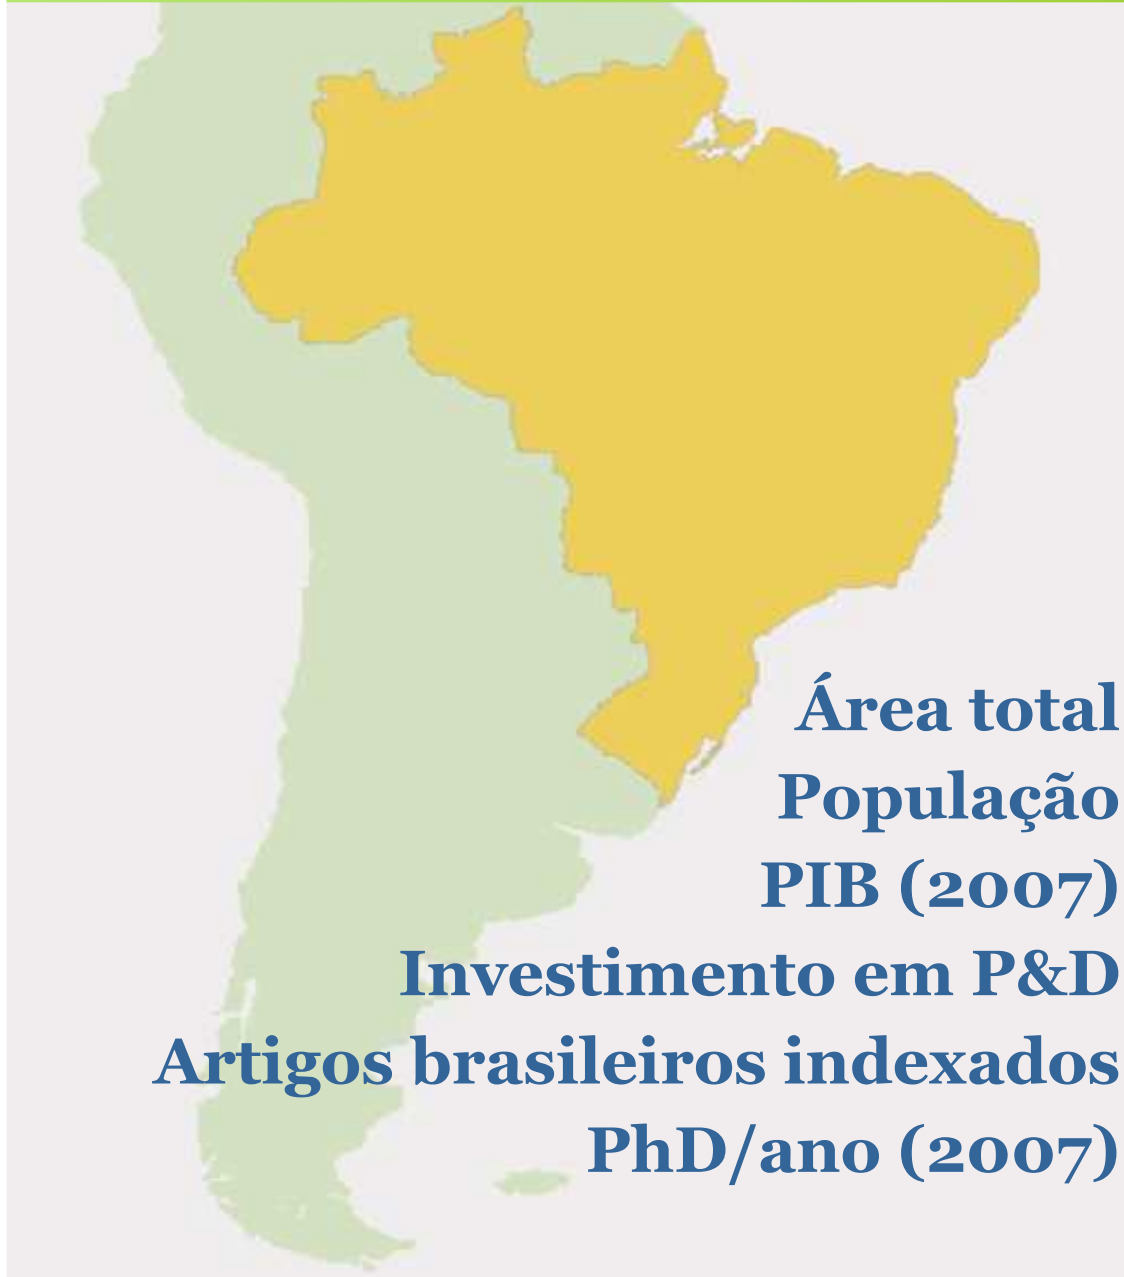 Área total
População
PIB (2007)
Investimento em P&D
Artigos brasileiros indexados
PhD/ano (2007)